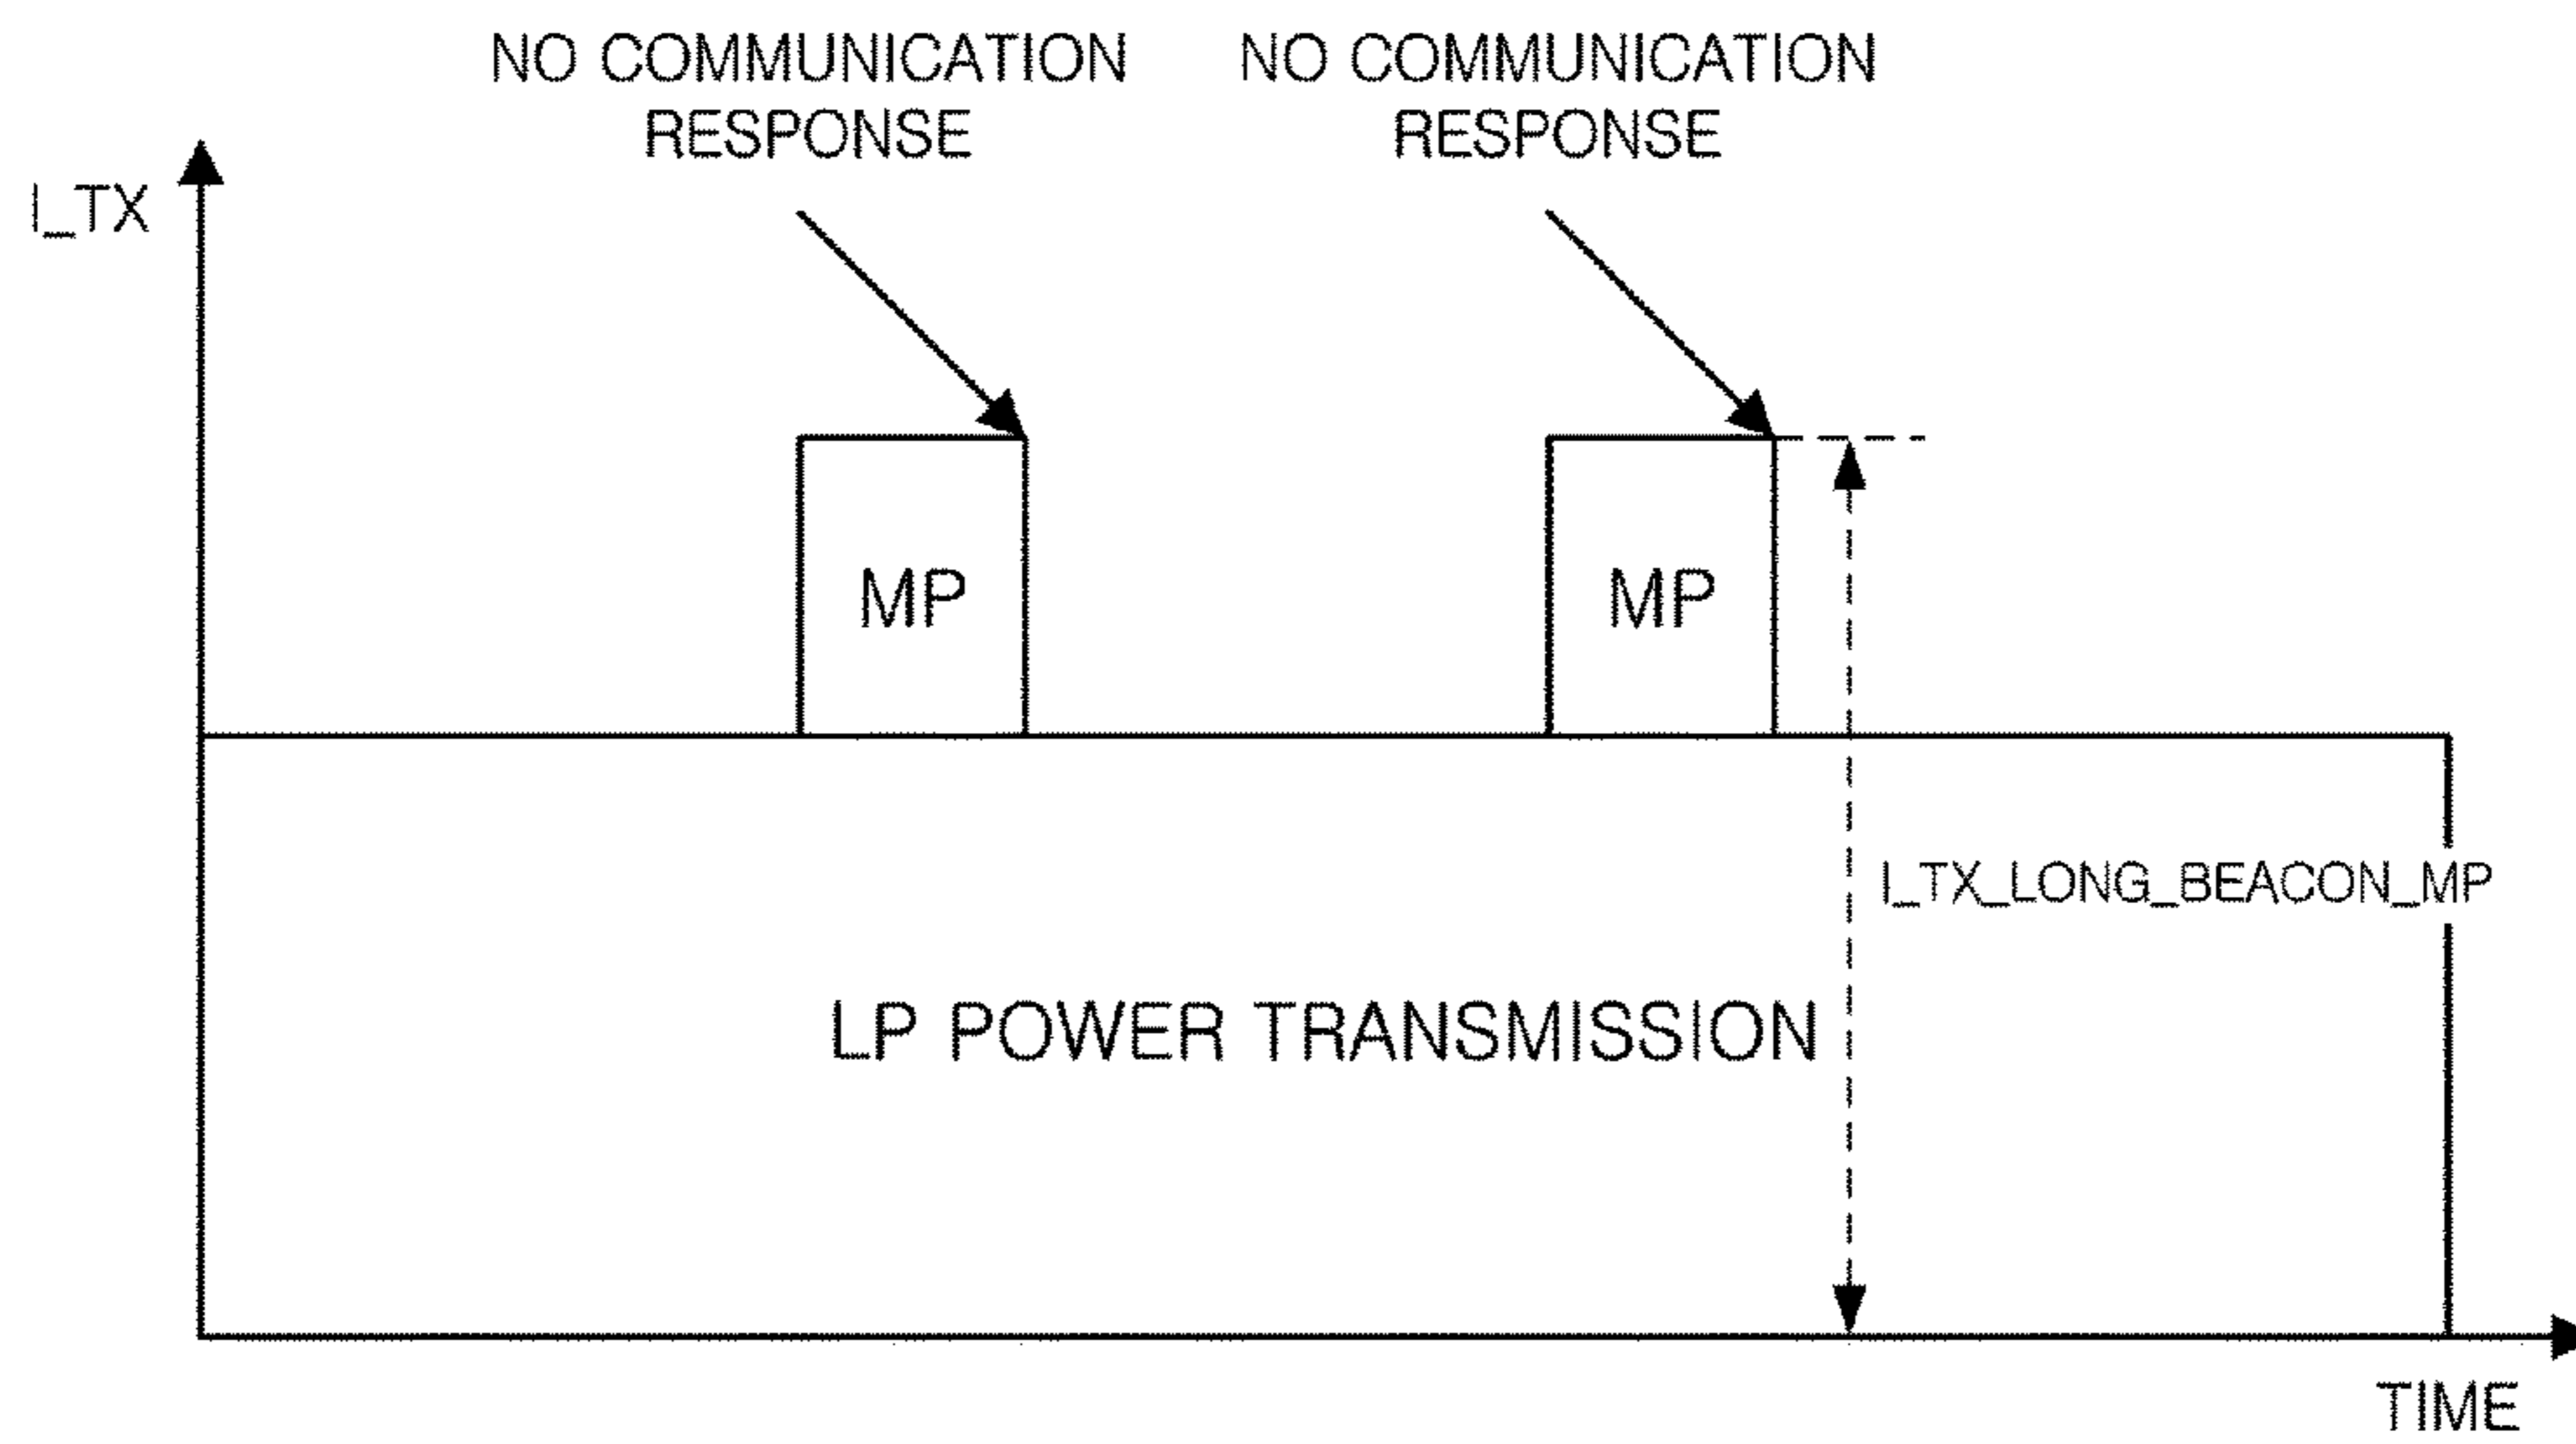 NO COMMUNICATION
RESPONSE
NO COMMUNICATION
RESPONSE
I_TX
MP
MP
I_TX_LONG_BEACON_MP
LP POWER TRANSMISSION
TIME